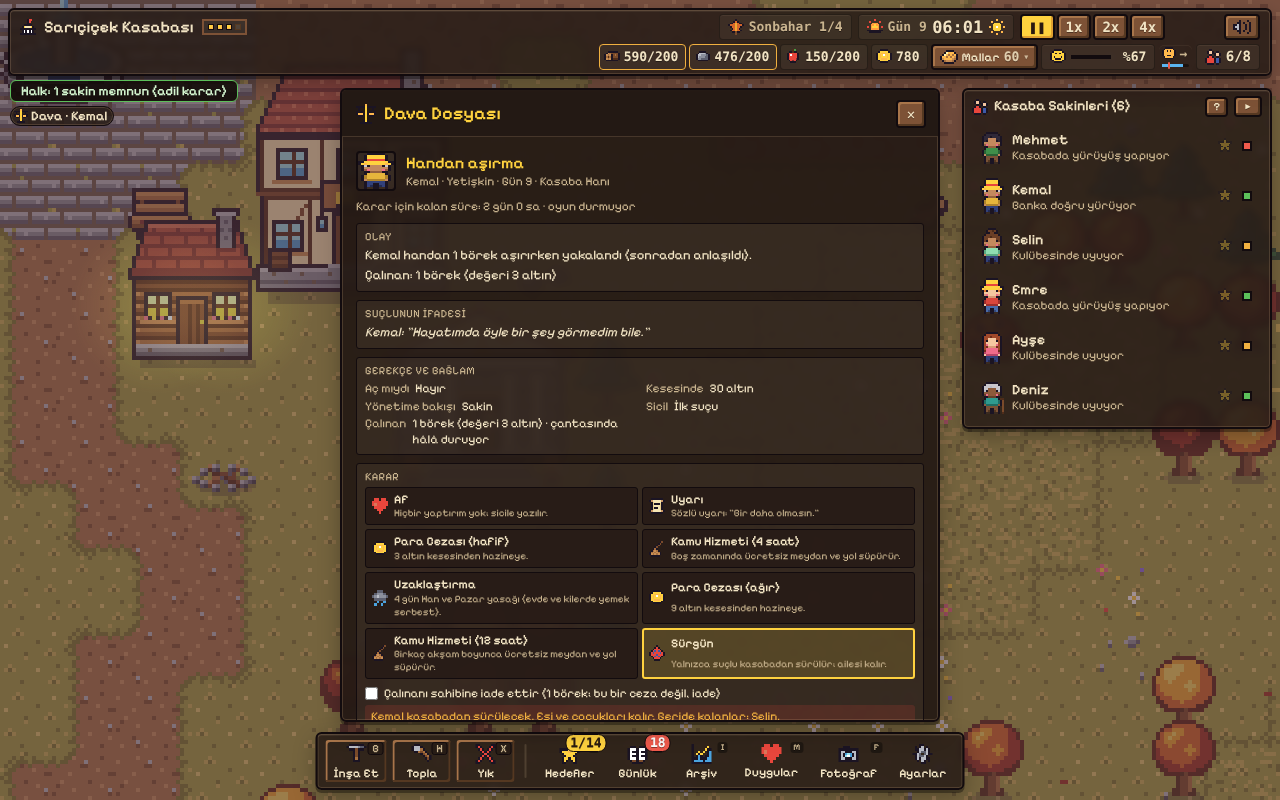 Sarıçiçek Kasabası
Sonbahar 1/4
Gün 9 06:01
1x
2x
4x
590/200
476/200
150/200
780
Mallar 60
%67
6/8
Halk: 1 sakin memnun (adil karar)
Dava · Kemal
Dava Dosyası
×
Handan aşırma
Kemal · Yetişkin · Gün 9 · Kasaba Hanı
Karar için kalan süre: 2 gün 0 sa · oyun durmuyor
OLAY
Kemal handan 1 börek aşırırken yakalandı (sonradan anlaşıldı).
Çalınan: 1 börek (değeri 3 altın)
SUÇLUNUN İFADESİ
Kemal: "Hayatımda öyle bir şey görmedim bile."
GEREKÇE VE BAĞLAM
Aç mıydı Hayır
Kesesinde 30 altın
Yönetime bakışı Sakin
Sicil İlk suçu
Çalınan 1 börek (değeri 3 altın) · çantasında
hâlâ duruyor
KARAR
Af
Hiçbir yaptırım yok; sicile yazılır.
Uyarı
Sözlü uyarı: "Bir daha olmasın."
Para Cezası (hafif)
3 altın kesesinden hazineye.
Kamu Hizmeti (4 saat)
Boş zamanında ücretsiz meydan ve yol süpürür.
Uzaklaştırma
4 gün Han ve Pazar yasağı (evde ve kilerde yemek
serbest).
Para Cezası (ağır)
9 altın kesesinden hazineye.
Kamu Hizmeti (12 saat)
Birkaç akşam boyunca ücretsiz meydan ve yol
süpürür.
Sürgün
Yalnızca suçlu kasabadan sürülür; ailesi kalır.
Çalınanı sahibine iade ettir (1 börek; bu bir ceza değil, iade)
Kemal kasabadan sürülecek. Eşi ve çocukları kalır. Geride kalanlar: Selin.
Kasaba Sakinleri (6)
?
Mehmet
Kasabada yürüyüş yapıyor
Kemal
Banka doğru yürüyor
Selin
Kulübesinde uyuyor
Emre
Kasabada yürüyüş yapıyor
Ayşe
Kulübesinde uyuyor
Deniz
Kulübesinde uyuyor
B
İnşa Et
H
Topla
X
Yık
1/14
Hedefler
18
Günlük
I
Arşiv
M
Duygular
F
Fotoğraf
Ayarlar